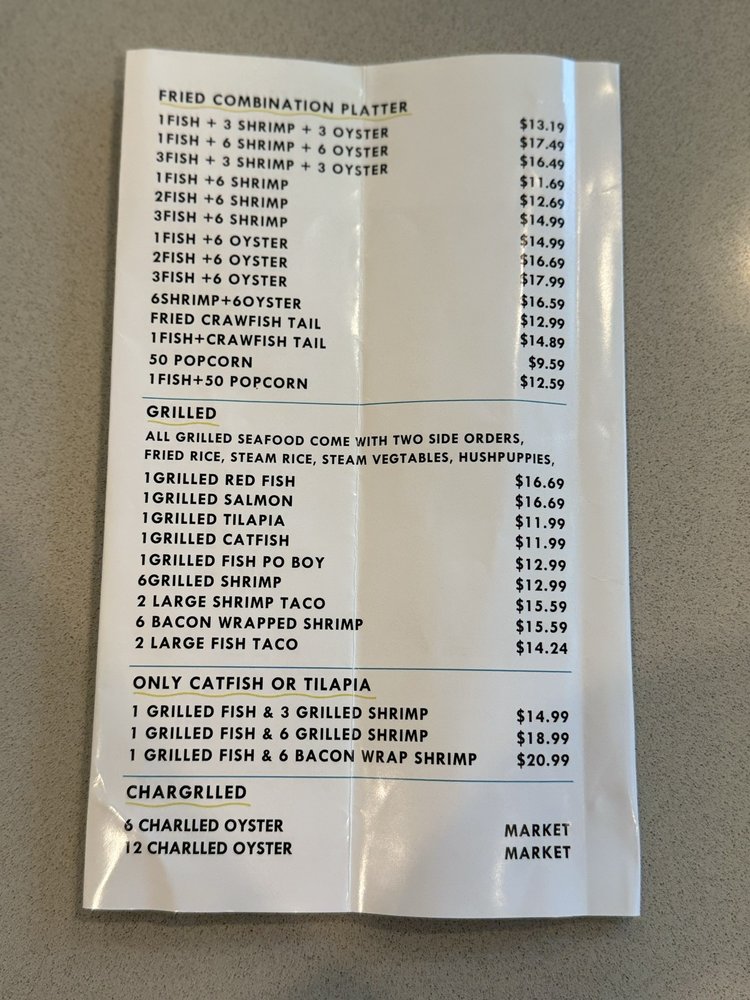 FRIED COMBINATION PLATTER
1FISH + 3 SHRIMP + 3 OYSTER $13.19
1FISH + 6 SHRIMP + 6 OYSTER $17.49
3FISH + 3 SHRIMP + 3 OYSTER $16.49
1FISH +6 SHRIMP $11.69
2FISH +6 SHRIMP $12.69
3FISH +6 SHRIMP $14.99
1FISH +6 OYSTER $14.99
2FISH +6 OYSTER $16.69
3FISH +6 OYSTER $17.99
6SHRIMP+6OYSTER $16.59
FRIED CRAWFISH TAIL $12.99
1FISH+CRAWFISH TAIL $14.89
50 POPCORN $9.59
1FISH+50 POPCORN $12.59
GRILLED
ALL GRILLED SEAFOOD COME WITH TWO SIDE ORDERS,
FRIED RICE, STEAM RICE, STEAM VEGTABLES, HUSHPUPPIES,
1GRILLED RED FISH $16.69
1GRILLED SALMON $16.69
1GRILLED TILAPIA $11.99
1GRILLED CATFISH $11.99
1GRILLED FISH PO BOY $12.99
6GRILLED SHRIMP $12.99
2 LARGE SHRIMP TACO $15.59
6 BACON WRAPPED SHRIMP $15.59
2 LARGE FISH TACO $14.24
ONLY CATFISH OR TILAPIA
1 GRILLED FISH & 3 GRILLED SHRIMP $14.99
1 GRILLED FISH & 6 GRILLED SHRIMP $18.99
1 GRILLED FISH & 6 BACON WRAP SHRIMP $20.99
CHARGRLLED
6 CHARLLED OYSTER MARKET
12 CHARLLED OYSTER MARKET